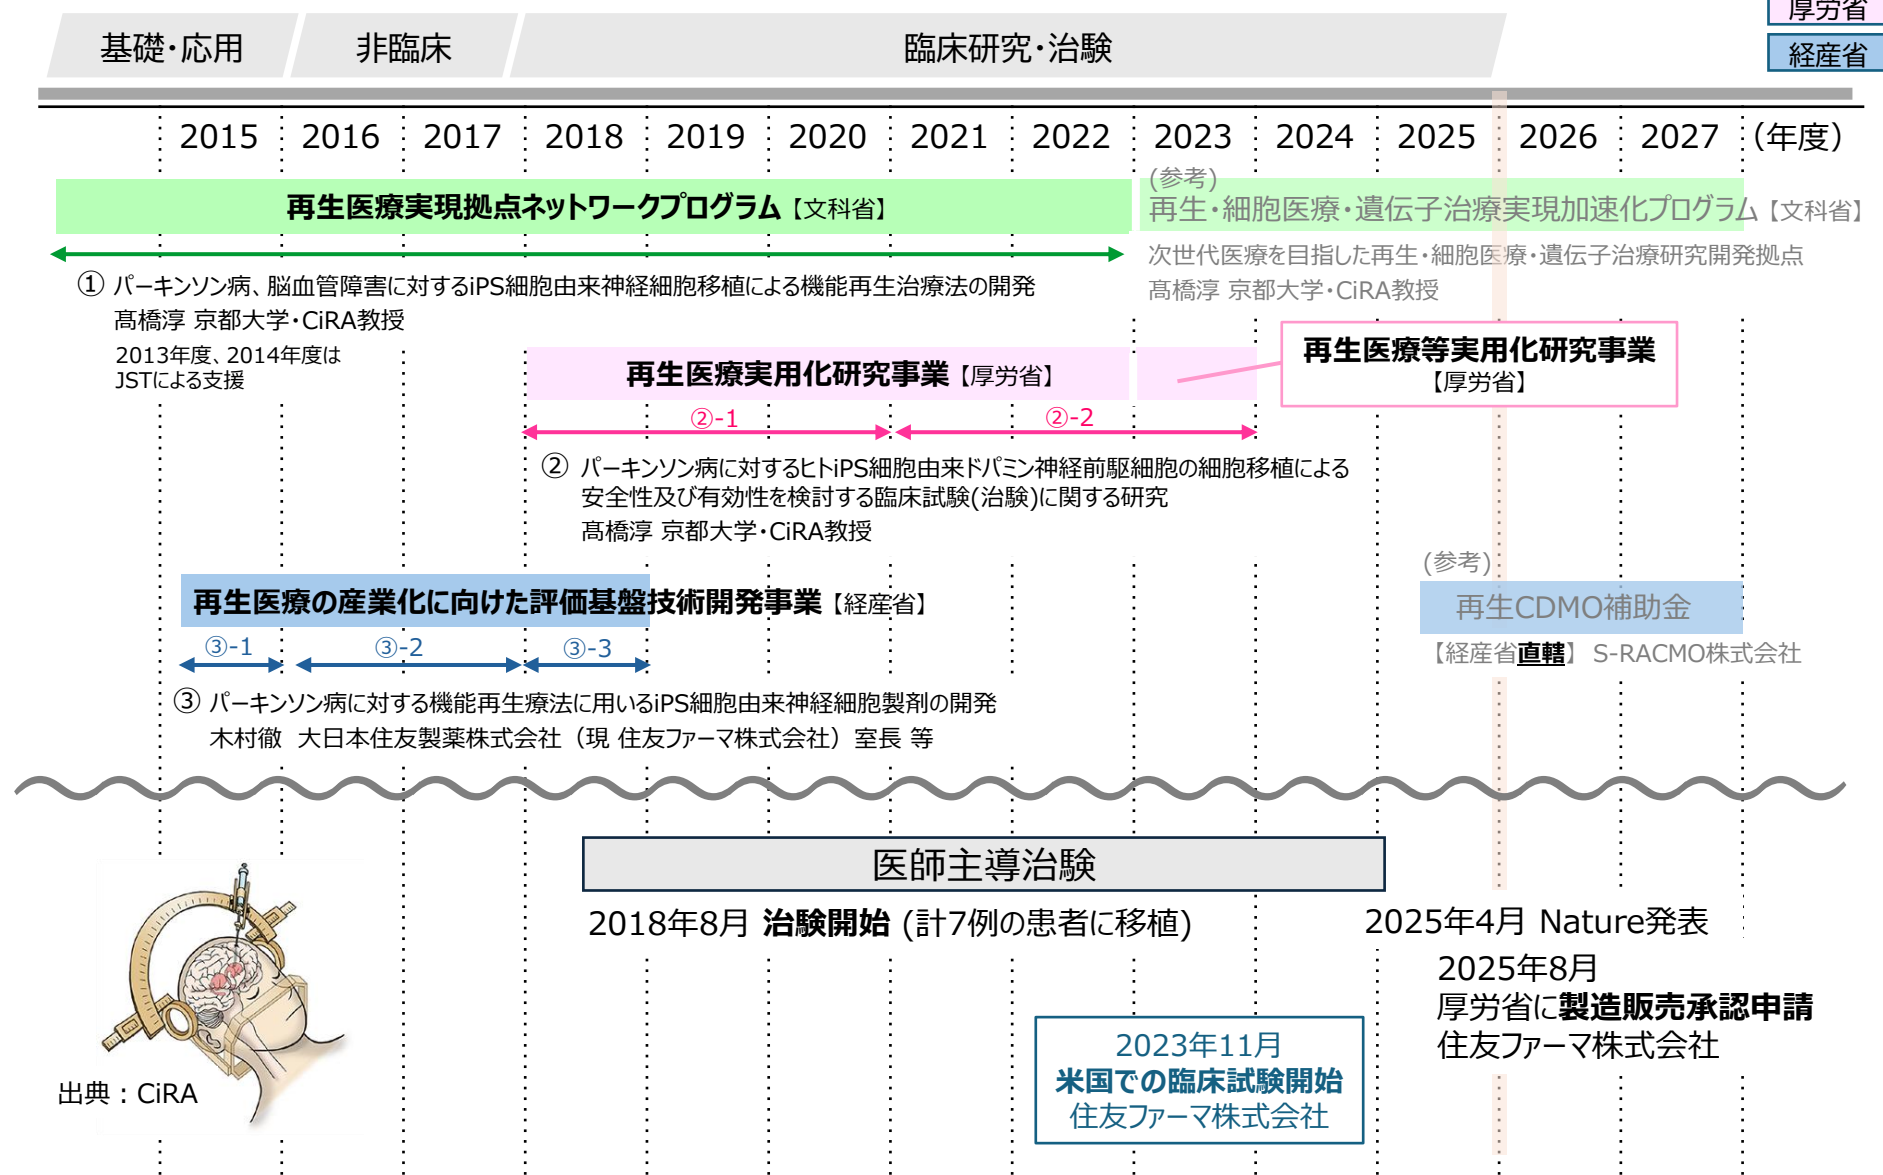 厚労省
経産省
基礎・応用 非臨床 臨床研究・治験
2015 2016 2017 2018 2019 2020 2021 2022 2023 2024 2025 2026 2027 (年度)
再生医療実現拠点ネットワークプログラム【文科省】
(参考)
再生・細胞医療・遺伝子治療実現加速化プログラム【文科省】
次世代医療を目指した再生・細胞医療・遺伝子治療研究開発拠点
髙橋淳 京都大学・CiRA教授
① パーキンソン病、脳血管障害に対するiPS細胞由来神経細胞移植による機能再生治療法の開発
髙橋淳 京都大学・CiRA教授
2013年度、2014年度は
JSTによる支援
再生医療実用化研究事業【厚労省】
再生医療等実用化研究事業
【厚労省】
②-1 ②-2
② パーキンソン病に対するヒトiPS細胞由来ドパミン神経前駆細胞の細胞移植による
安全性及び有効性を検討する臨床試験(治験)に関する研究
髙橋淳 京都大学・CiRA教授
再生医療の産業化に向けた評価基盤技術開発事業【経産省】
③-1 ③-2 ③-3
(参考)
再生CDMO補助金
【経産省直轄】 S-RACMO株式会社
③ パーキンソン病に対する機能再生療法に用いるiPS細胞由来神経細胞製剤の開発
木村徹 大日本住友製薬株式会社（現 住友ファーマ株式会社）室長 等
医師主導治験
2018年8月 治験開始 (計7例の患者に移植)
2025年4月 Nature発表
2025年8月
厚労省に製造販売承認申請
住友ファーマ株式会社
2023年11月
米国での臨床試験開始
住友ファーマ株式会社
出典：CiRA